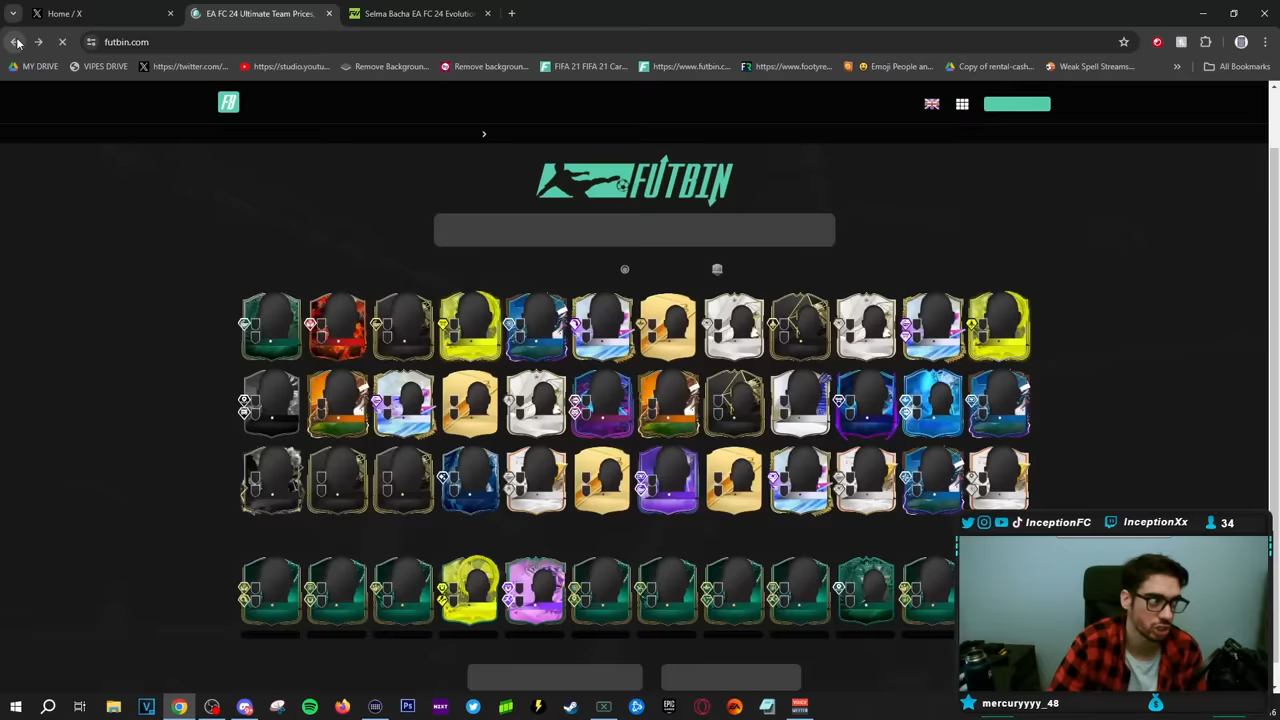 Home / X
EA FC 24 Ultimate Team Prices,
Selma Bacha EA FC 24 Evolution
futbin.com
MY DRIVE
VIPES DRIVE
https://twitter.com/...
https://studio.youtu...
Remove Backgroun...
Remove backgroun...
FIFA 21 FIFA 21 Car...
https://www.futbin.c...
https://www.footyre...
Emoji People an...
Copy of rental-cash...
Weak Spell Streams...
All Bookmarks
FB
FUTBIN
InceptionFC
InceptionXx
34
mercuryyyy_48